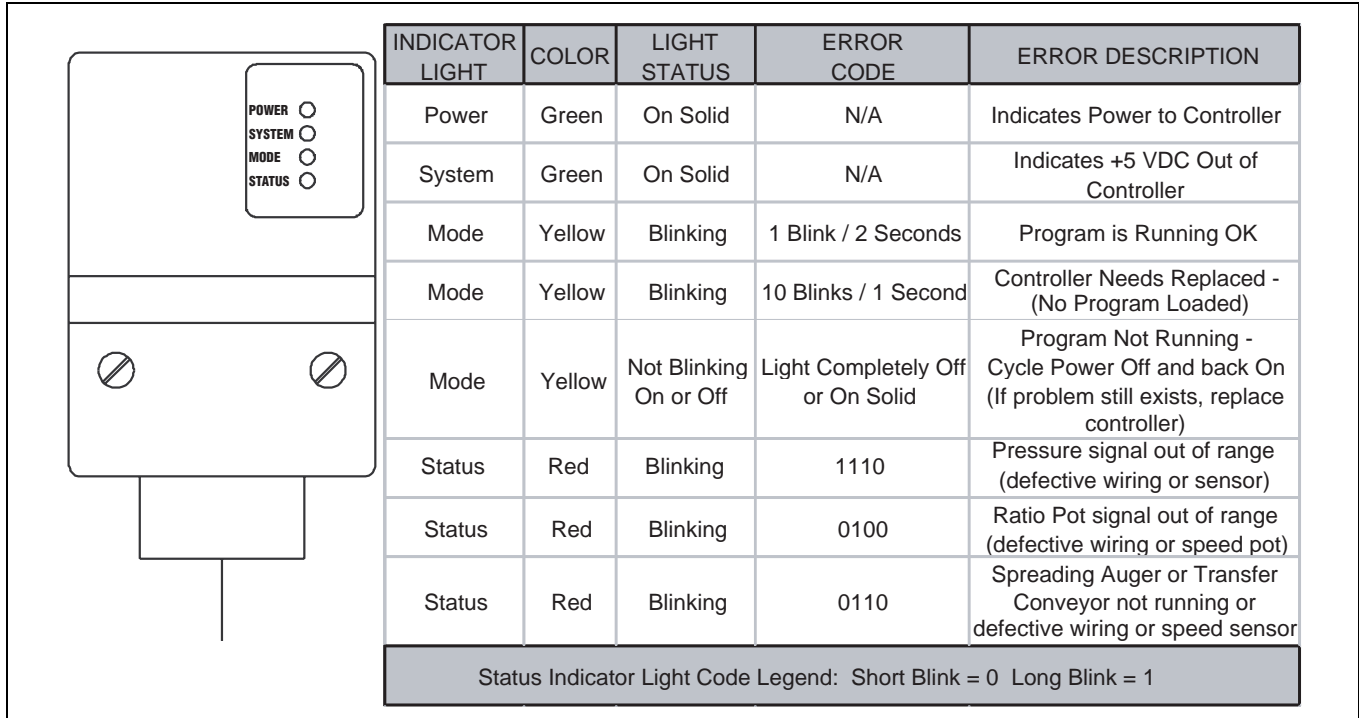 POWER
SYSTEM
MODE
STATUS
INDICATOR LIGHT COLOR LIGHT STATUS ERROR CODE ERROR DESCRIPTION
Power Green On Solid N/A Indicates Power to Controller
System Green On Solid N/A Indicates +5 VDC Out of
Controller
Mode Yellow Blinking 1 Blink / 2 Seconds Program is Running OK
Mode Yellow Blinking 10 Blinks / 1 Second Controller Needs Replaced -
(No Program Loaded)
Mode Yellow Not Blinking On or Off Light Completely Off or On Solid Program Not Running -
Cycle Power Off and back On
(If problem still exists, replace
controller)
Status Red Blinking 1110 Pressure signal out of range
(defective wiring or sensor)
Status Red Blinking 0100 Ratio Pot signal out of range
(defective wiring or speed pot)
Status Red Blinking 0110 Spreading Auger or Transfer
Conveyor not running or
defective wiring or speed sensor
Status Indicator Light Code Legend: Short Blink = 0 Long Blink = 1